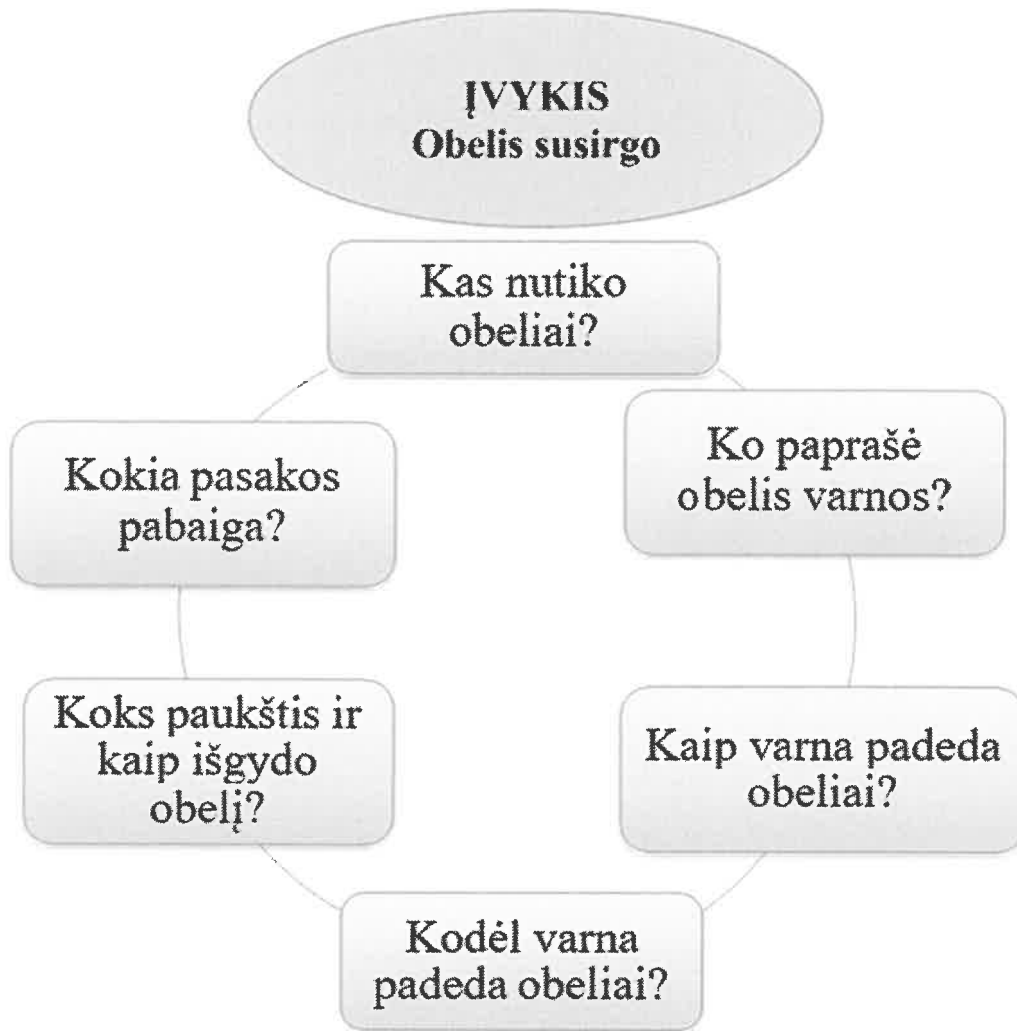 ĮVYKIS
Obelis susirgo
Kas nutiko
obeliai?
Ko paprašė
obelis varnos?
Kaip varna padeda
obeliai?
Kodėl varna
padeda obeliai?
Koks paukštis ir
kaip išgydo
obelį?
Kokia pasakos
pabaiga?